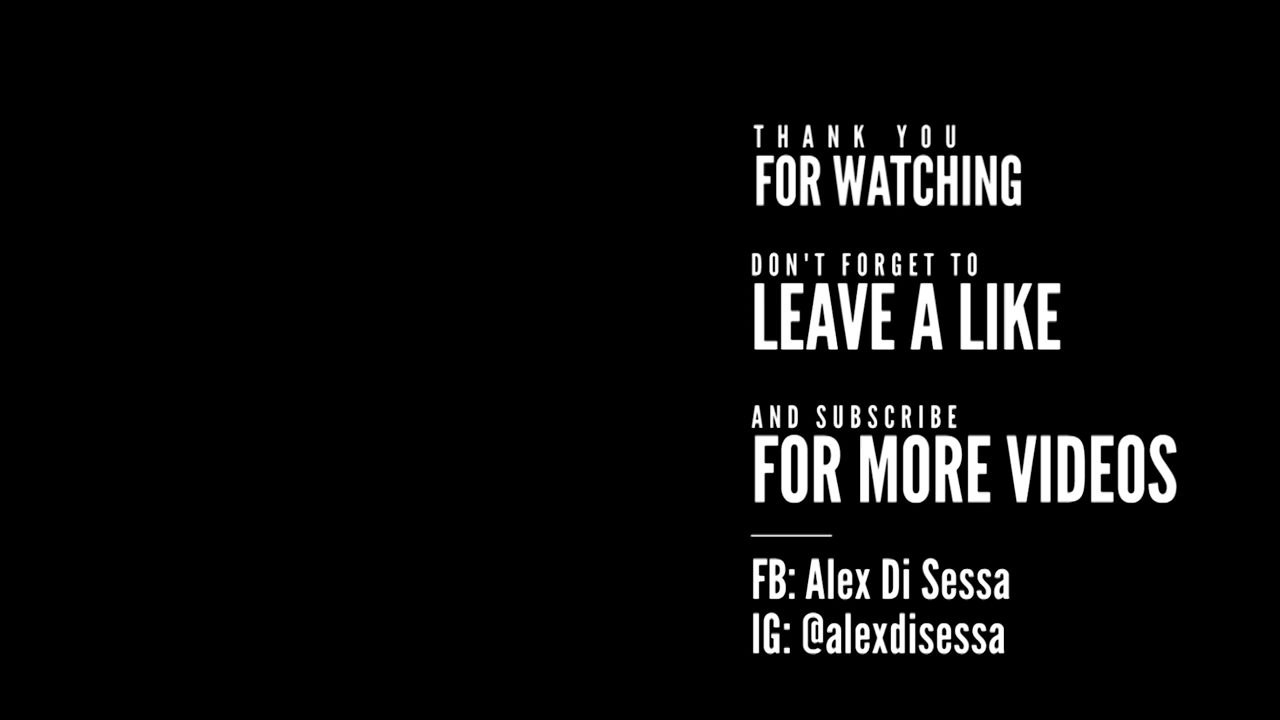 THANK YOU
FOR WATCHING
DON'T FORGET TO
LEAVE A LIKE
AND SUBSCRIBE
FOR MORE VIDEOS
FB: Alex Di Sessa
IG: @alexdisessa